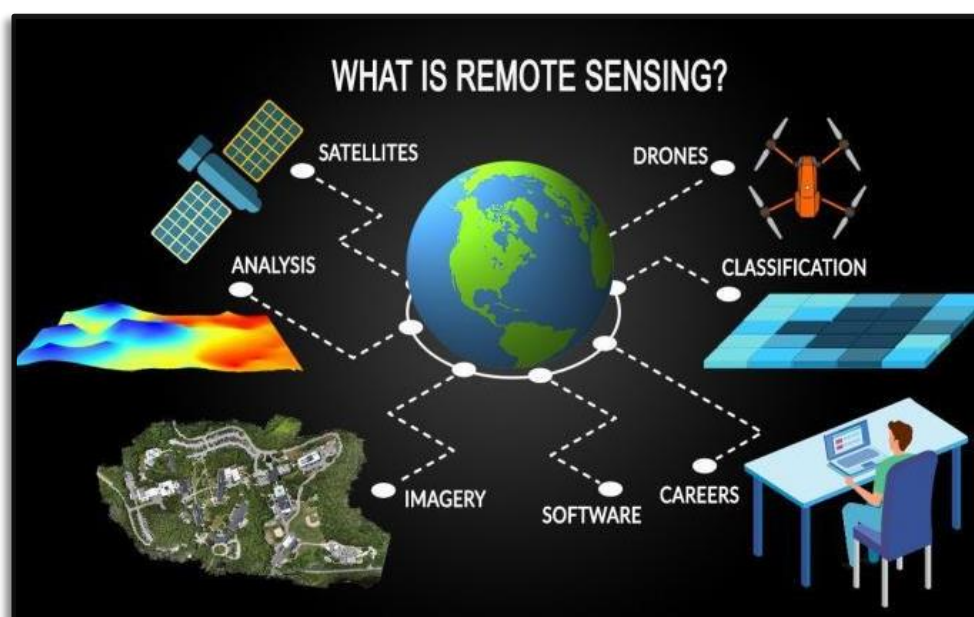 WHAT IS REMOTE SENSING?
SATELLITES
DRONES
ANALYSIS
CLASSIFICATION
IMAGERY
SOFTWARE
CAREERS